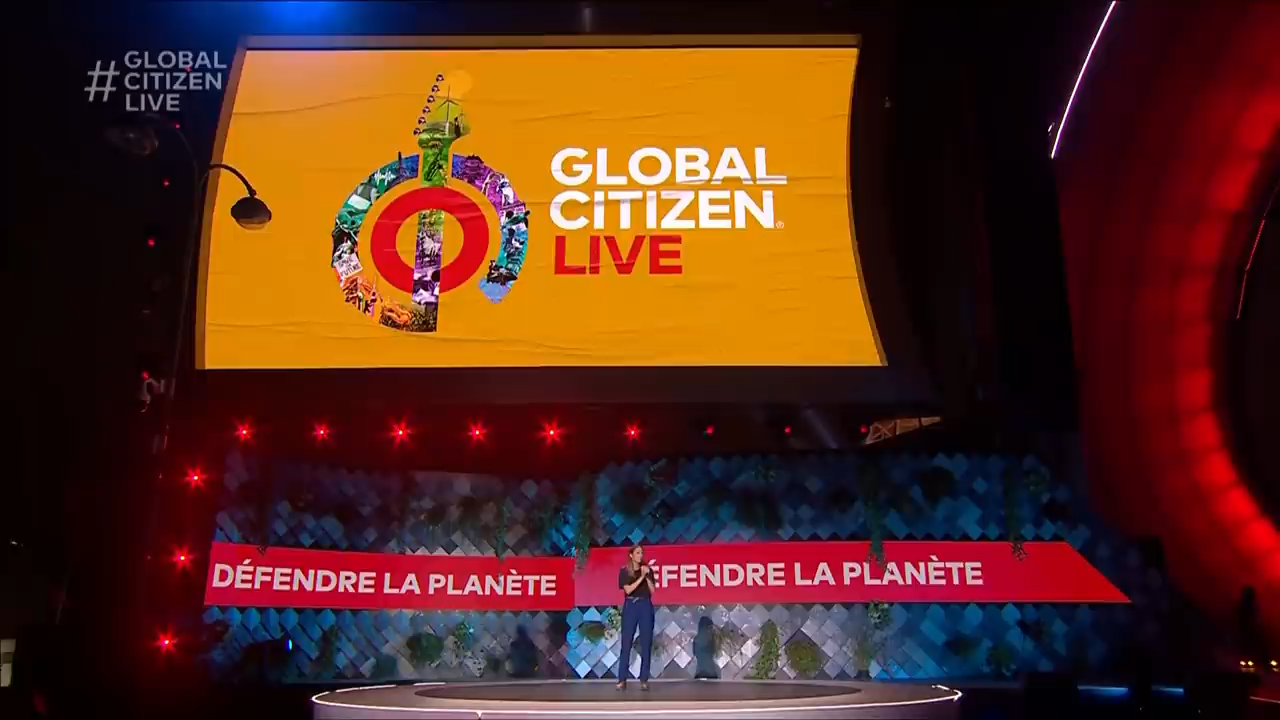 #GLOBAL
CITIZEN
LIVE
GLOBAL
CITIZEN®
LIVE
DÉFENDRE LA PLANÈTE
ÉFENDRE LA PLANÈTE